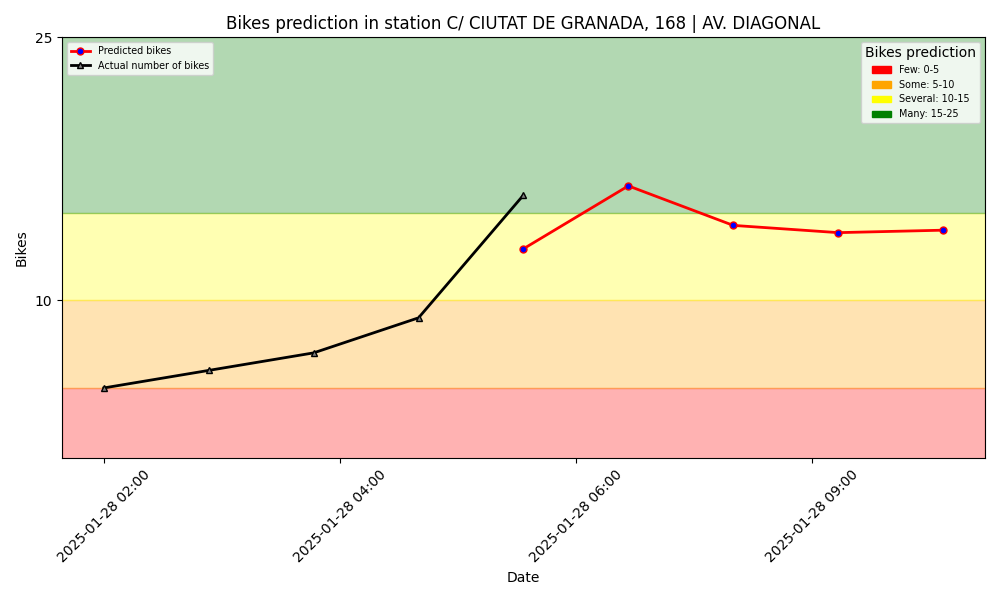 Bikes prediction in station C/ CIUTAT DE GRANADA, 168 | AV. DIAGONAL
25
10
Bikes
Predicted bikes
Actual number of bikes
Bikes prediction
Few: 0-5
Some: 5-10
Several: 10-15
Many: 15-25
2025-01-28 02:00
2025-01-28 04:00
2025-01-28 06:00
2025-01-28 09:00
Date